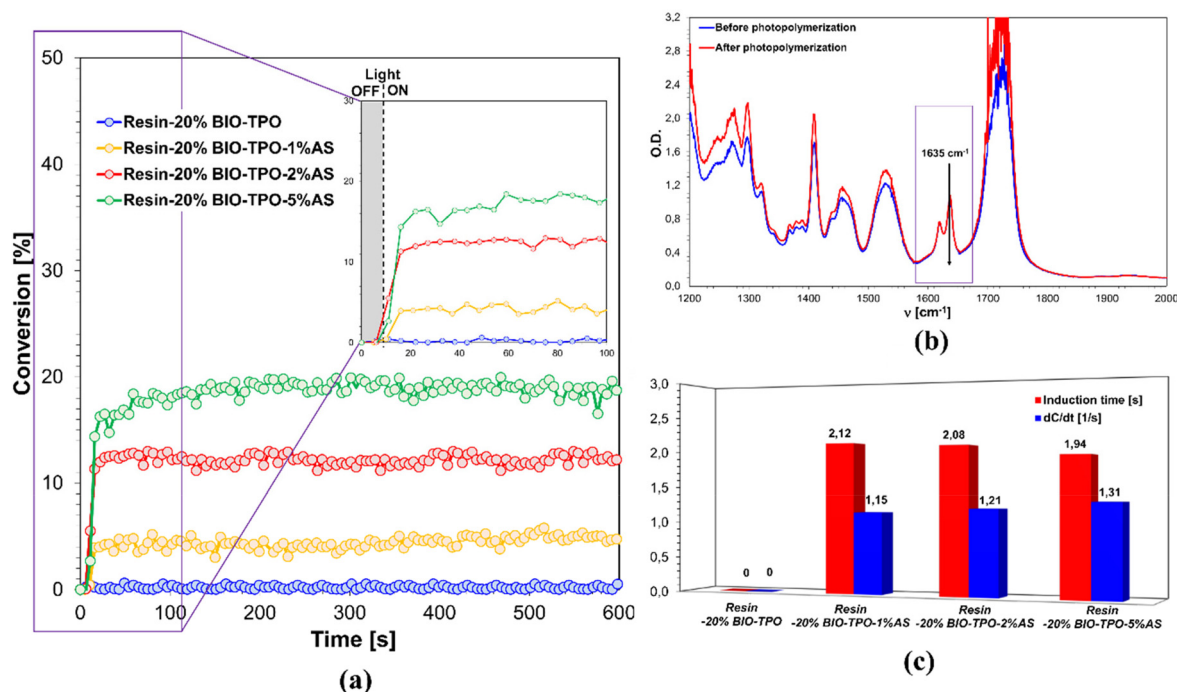 50
40
30
20
10
0
Conversion [%]
Resin-20% BIO-TPO
Resin-20% BIO-TPO-1%AS
Resin-20% BIO-TPO-2%AS
Resin-20% BIO-TPO-5%AS
Light
OFF ON
30
20
10
0
0 20 40 60 80 100
0 100 200 300 400 500 600
Time [s]
(a)
3,2
2,8
2,4
2,0
1,6
1,2
0,8
0,4
0,0
O.D.
Before photopolymerization
After photopolymerization
1635 cm-1
1200 1300 1400 1500 1600 1700 1800 1900 2000
ν [cm-1]
(b)
3,0
2,5
2,0
1,5
1,0
0,5
0,0
Induction time [s]
dC/dt [1/s]
0 0
2,12
1,15
2,08
1,21
1,94
1,31
Resin Resin Resin Resin
-20% BIO-TPO -20% BIO-TPO-1%AS -20% BIO-TPO-2%AS -20% BIO-TPO-5%AS
(c)